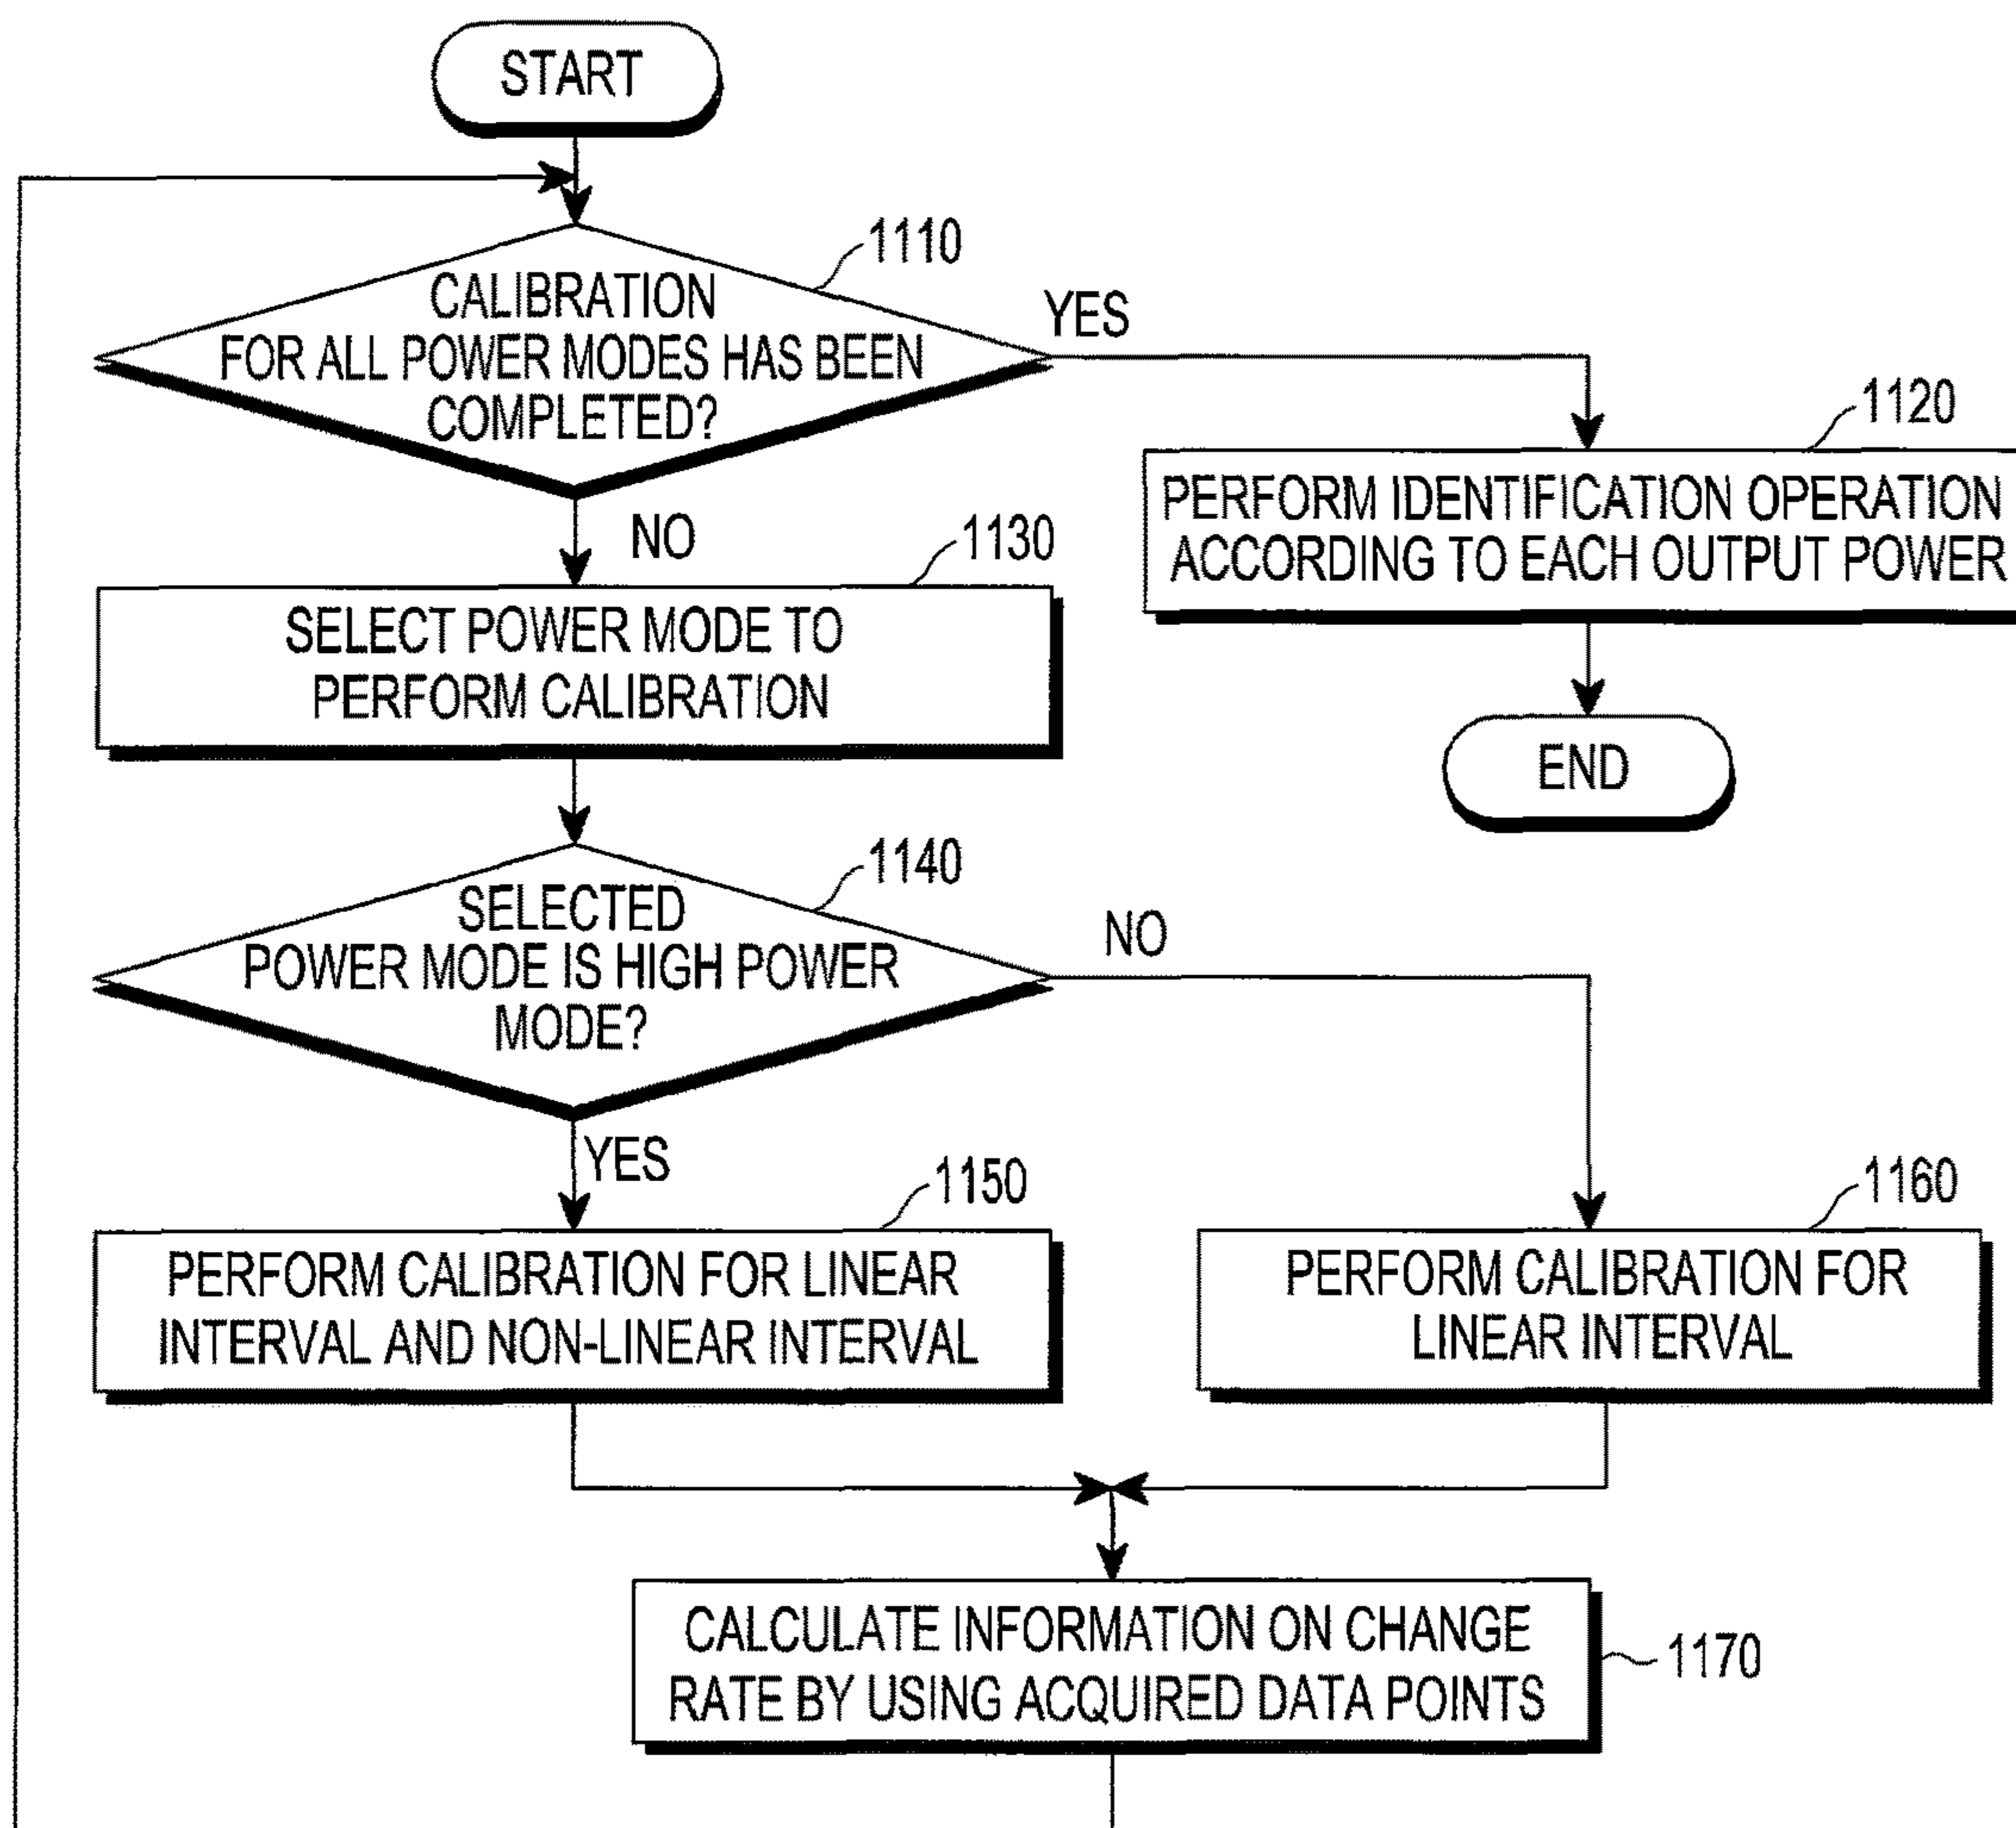 START
1110
CALIBRATION
FOR ALL POWER MODES HAS BEEN
COMPLETED?
YES
NO
1120
PERFORM IDENTIFICATION OPERATION
ACCORDING TO EACH OUTPUT POWER
END
1130
SELECT POWER MODE TO
PERFORM CALIBRATION
1140
SELECTED
POWER MODE IS HIGH POWER
MODE?
NO
YES
1150
PERFORM CALIBRATION FOR LINEAR
INTERVAL AND NON-LINEAR INTERVAL
1160
PERFORM CALIBRATION FOR
LINEAR INTERVAL
CALCULATE INFORMATION ON CHANGE
RATE BY USING ACQUIRED DATA POINTS
1170